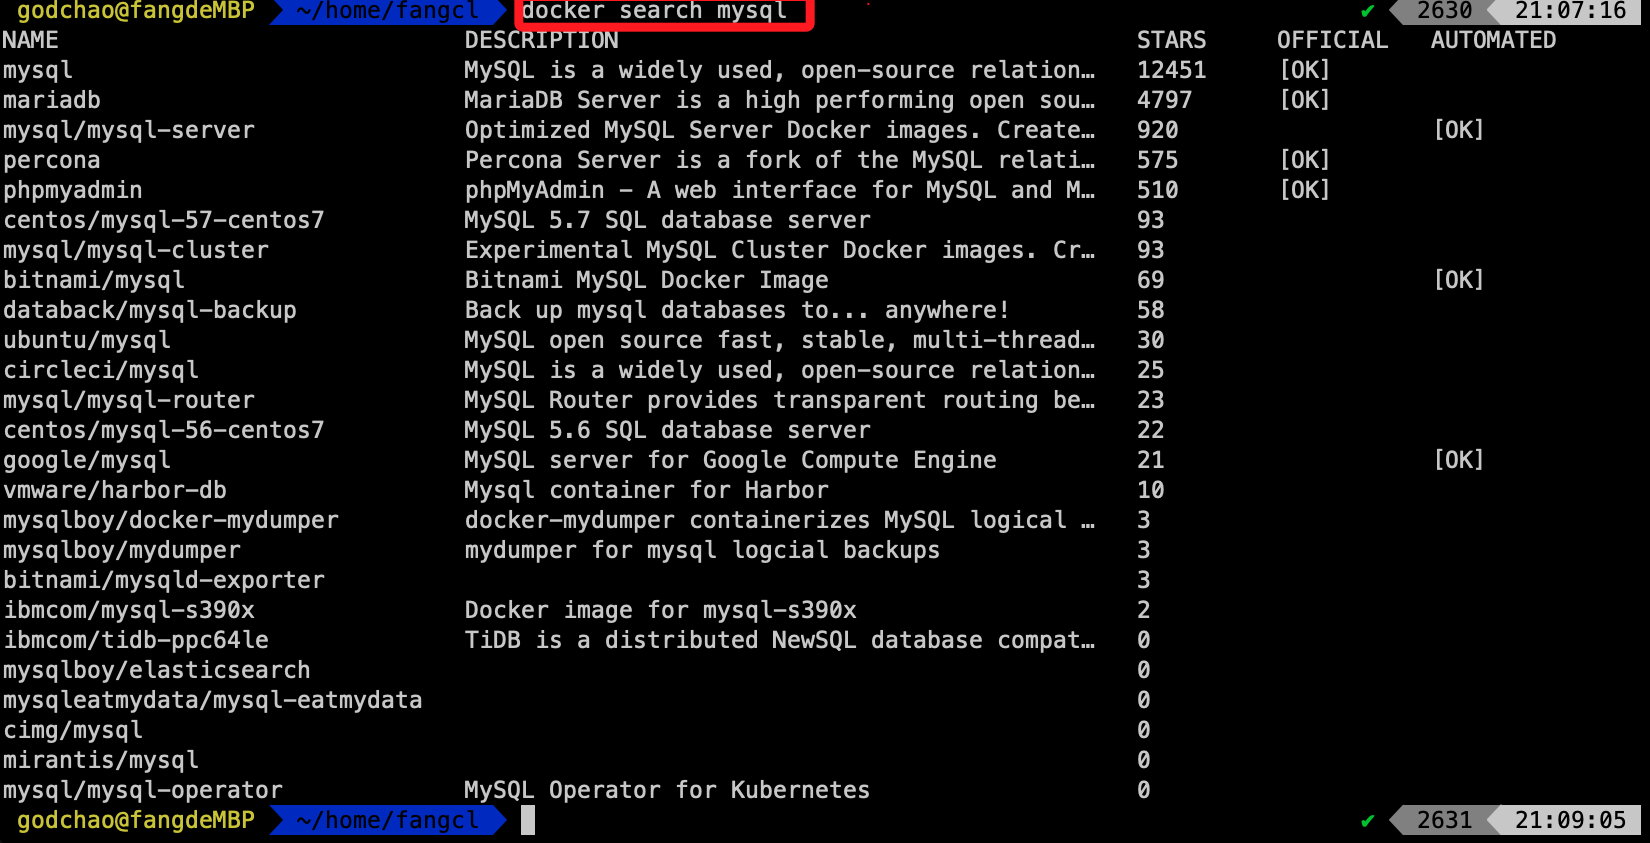 godchao@fangdeMBP ~/home/fangcl docker search mysql ✔ 2630 21:07:16
NAME DESCRIPTION STARS OFFICIAL AUTOMATED
mysql MySQL is a widely used, open-source relation… 12451 [OK]
mariadb MariaDB Server is a high performing open sou… 4797 [OK]
mysql/mysql-server Optimized MySQL Server Docker images. Create… 920 [OK]
percona Percona Server is a fork of the MySQL relati… 575 [OK]
phpmyadmin phpMyAdmin - A web interface for MySQL and M… 510 [OK]
centos/mysql-57-centos7 MySQL 5.7 SQL database server 93
mysql/mysql-cluster Experimental MySQL Cluster Docker images. Cr… 93
bitnami/mysql Bitnami MySQL Docker Image 69 [OK]
databack/mysql-backup Back up mysql databases to... anywhere! 58
ubuntu/mysql MySQL open source fast, stable, multi-thread… 30
circleci/mysql MySQL is a widely used, open-source relation… 25
mysql/mysql-router MySQL Router provides transparent routing be… 23
centos/mysql-56-centos7 MySQL 5.6 SQL database server 22
google/mysql MySQL server for Google Compute Engine 21 [OK]
vmware/harbor-db Mysql container for Harbor 10
mysqlboy/docker-mydumper docker-mydumper containerizes MySQL logical … 3
mysqlboy/mydumper mydumper for mysql logcial backups 3
bitnami/mysqld-exporter 3
ibmcom/mysql-s390x Docker image for mysql-s390x 2
ibmcom/tidb-ppc64le TiDB is a distributed NewSQL database compat… 0
mysqlboy/elasticsearch 0
mysqleatmydata/mysql-eatmydata 0
cimg/mysql 0
mirantis/mysql 0
mysql/mysql-operator MySQL Operator for Kubernetes 0
godchao@fangdeMBP ~/home/fangcl ✔ 2631 21:09:05